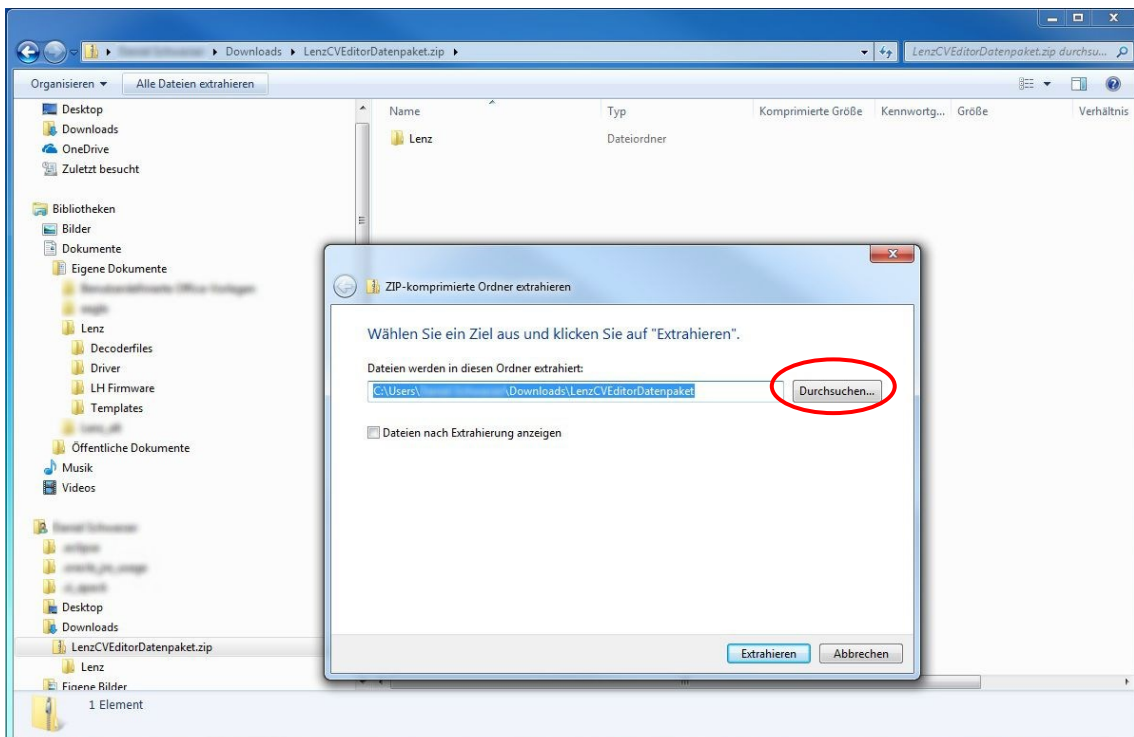 Downloads LenzCVEditorDatenpaket.zip
LenzCVEditorDatenpaket.zip durchsu...
Organisieren Alle Dateien extrahieren
Desktop
Downloads
OneDrive
Zuletzt besucht
Bibliotheken
Bilder
Dokumente
Eigene Dokumente
Lenz
Decoderfiles
Driver
LH Firmware
Templates
Öffentliche Dokumente
Musik
Videos
Desktop
Downloads
LenzCVEditorDatenpaket.zip
Lenz
Eigene Bilder
Name Typ Komprimierte Größe Kennwortg... Größe Verhältnis
Lenz Dateiordner
ZIP-komprimierte Ordner extrahieren
Wählen Sie ein Ziel aus und klicken Sie auf "Extrahieren".
Dateien werden in diesen Ordner extrahiert:
C:\Users\ \Downloads\LenzCVEditorDatenpaket Durchsuchen...
Dateien nach Extrahierung anzeigen
Extrahieren Abbrechen
1 Element